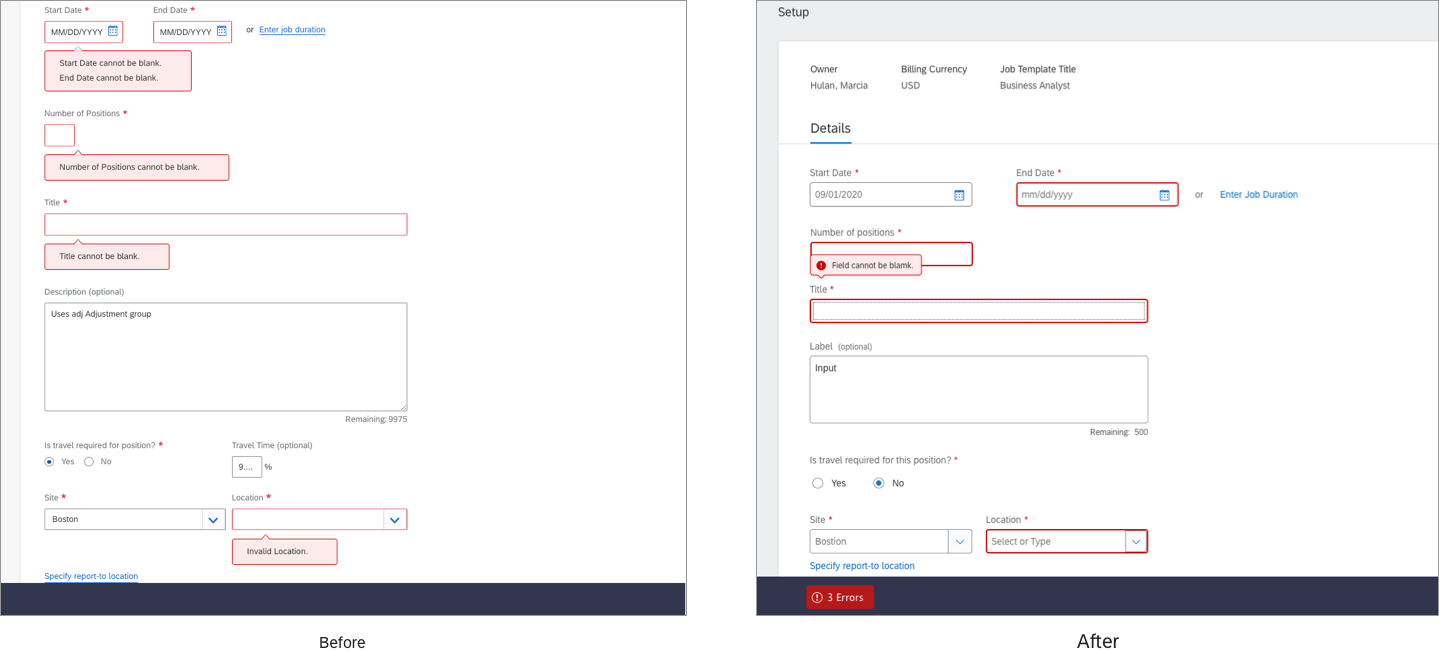 Start Date * End Date *
MM/DD/YYYY MM/DD/YYYY or Enter job duration
Start Date cannot be blank.
End Date cannot be blank.
Number of Positions *
Number of Positions cannot be blank.
Title *
Title cannot be blank.
Description (optional)
Uses adj Adjustment group
Remaining: 9975
Is travel required for position? * Travel Time (optional)
Yes No
9.... %
Site * Location *
Boston
Invalid Location.
Specify report-to location
Before
Setup
Owner Billing Currency Job Template Title
Hulan, Marcia USD Business Analyst
Details
Start Date * End Date *
09/01/2020 mm/dd/yyyy or Enter Job Duration
Number of positions *
Field cannot be blamk.
Title *
Label (optional)
Input
Remaining: 500
Is travel required for this position? *
Yes No
Site * Location *
Bostion Select or Type
Specify report-to location
3 Errors
After